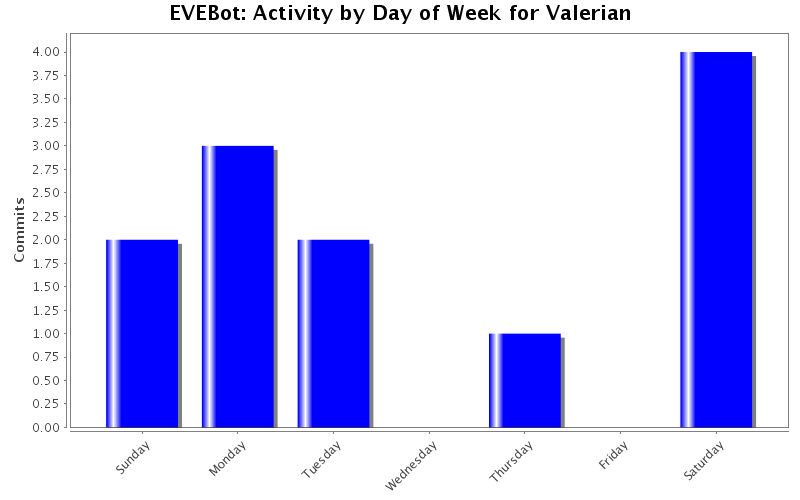 EVEBot: Activity by Day of Week for Valerian
4.00
3.75
3.50
3.25
3.00
2.75
2.50
2.25
2.00
1.75
1.50
1.25
1.00
0.75
0.50
0.25
0.00
Commits
Sunday
Monday
Tuesday
Wednesday
Thursday
Friday
Saturday